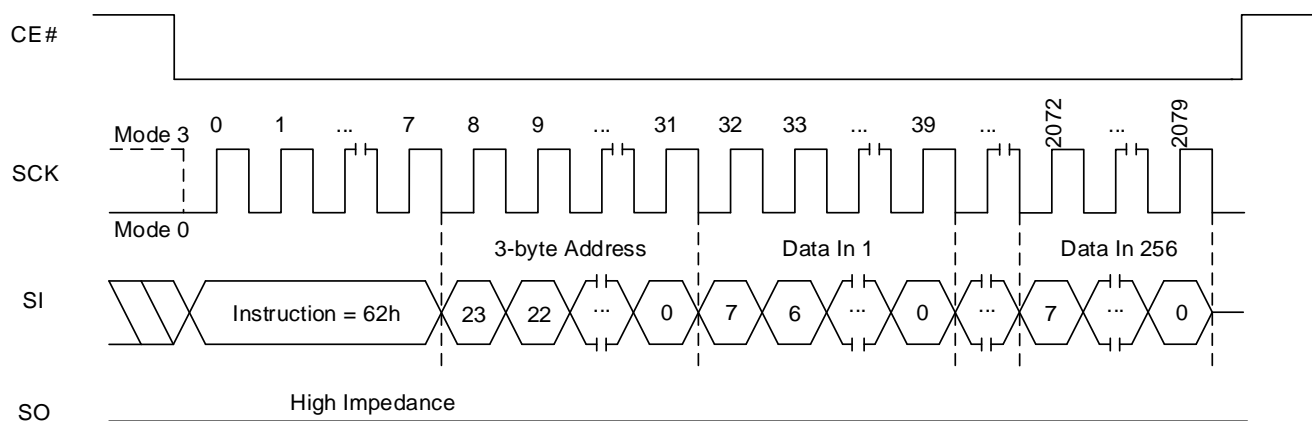 CE#
0 1 ... 7 8 9 ... 31 32 33 ... 39 ... 2072 ... 2079
Mode 3
SCK
Mode 0
3-byte Address Data In 1 Data In 256
SI Instruction = 62h 23 22 ... 0 7 6 ... 0 ... 7 ... 0
High Impedance
SO